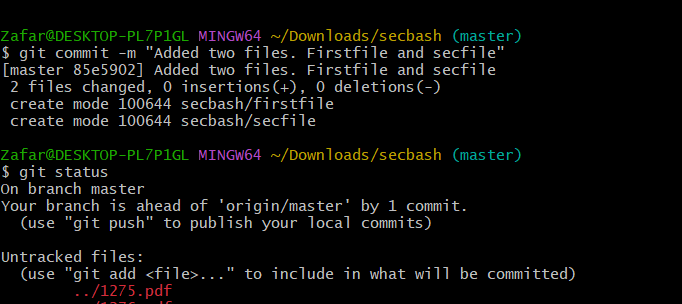 Zafar@DESKTOP-PL7P1GL MINGW64 ~/Downloads/secbash (master)
$ git commit -m "Added two files. Firstfile and secfile"
[master 85e5902] Added two files. Firstfile and secfile
 2 files changed, 0 insertions(+), 0 deletions(-)
 create mode 100644 secbash/firstfile
 create mode 100644 secbash/secfile

Zafar@DESKTOP-PL7P1GL MINGW64 ~/Downloads/secbash (master)
$ git status
On branch master
Your branch is ahead of 'origin/master' by 1 commit.
  (use "git push" to publish your local commits)

Untracked files:
  (use "git add <file>..." to include in what will be committed)
        ../1275.pdf